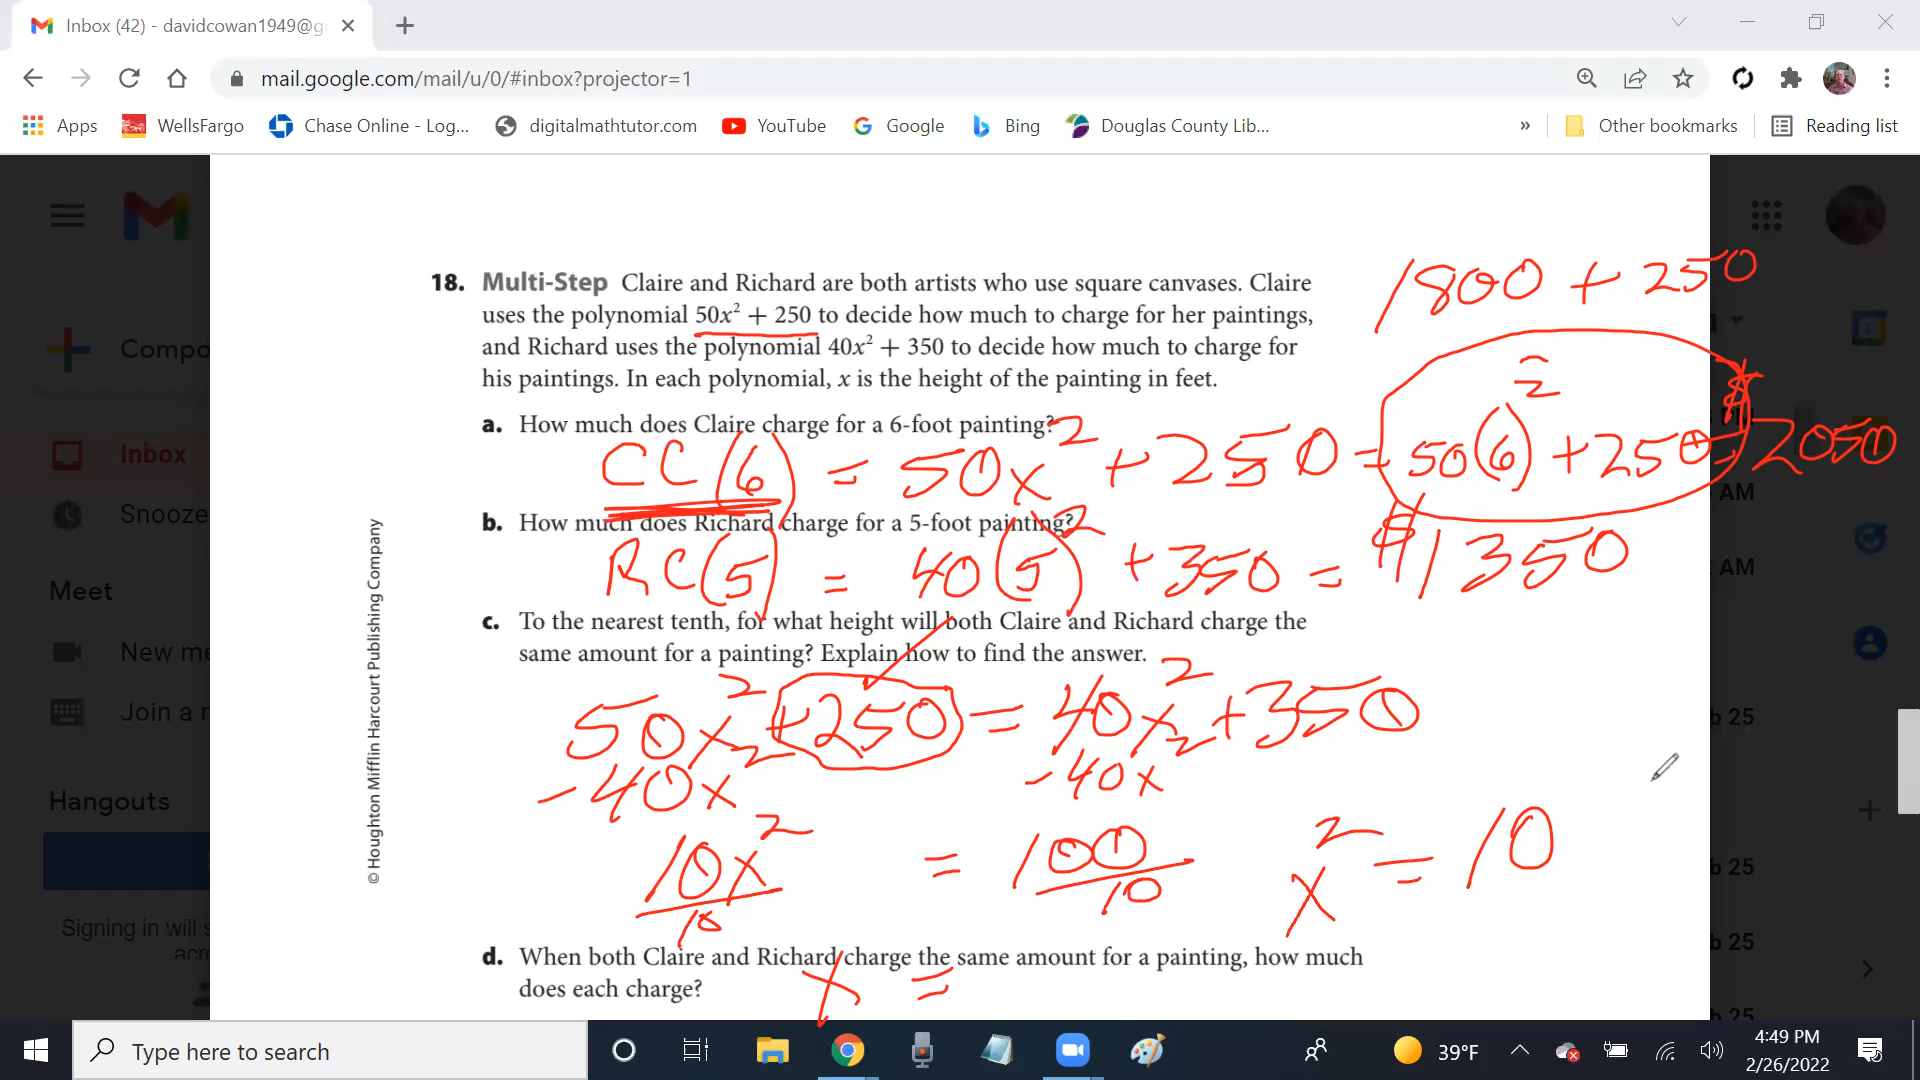 Inbox (42) - davidcowan1949@g
mail.google.com/mail/u/0/#inbox?projector=1
Apps WellsFargo Chase Online - Log... digitalmathtutor.com YouTube Google Bing Douglas County Lib... » Other bookmarks Reading list
Compo
Inbox
Snooze
Meet
New me
Join a r
Hangouts
Signing in will s
acro
© Houghton Mifflin Harcourt Publishing Company
18. Multi-Step Claire and Richard are both artists who use square canvases. Claire
uses the polynomial 50x² + 250 to decide how much to charge for her paintings,
and Richard uses the polynomial 40x² + 350 to decide how much to charge for
his paintings. In each polynomial, x is the height of the painting in feet.
1800 + 250
a. How much does Claire charge for a 6-foot painting?
CC(6) = 50x² + 250 = 50(6)² + 250 = $2050
b. How much does Richard charge for a 5-foot painting?
RC(5) = 40(5)² + 350 = $1350
c. To the nearest tenth, for what height will both Claire and Richard charge the
same amount for a painting? Explain how to find the answer.
50x² + 250 = 40x² + 350
-40x² -40x²
10x² = 100 x² = 10
10 10
d. When both Claire and Richard charge the same amount for a painting, how much
does each charge?
x =
AM
AM
b 25
b 25
b 25
b 25
Type here to search
39°F
4:49 PM
2/26/2022